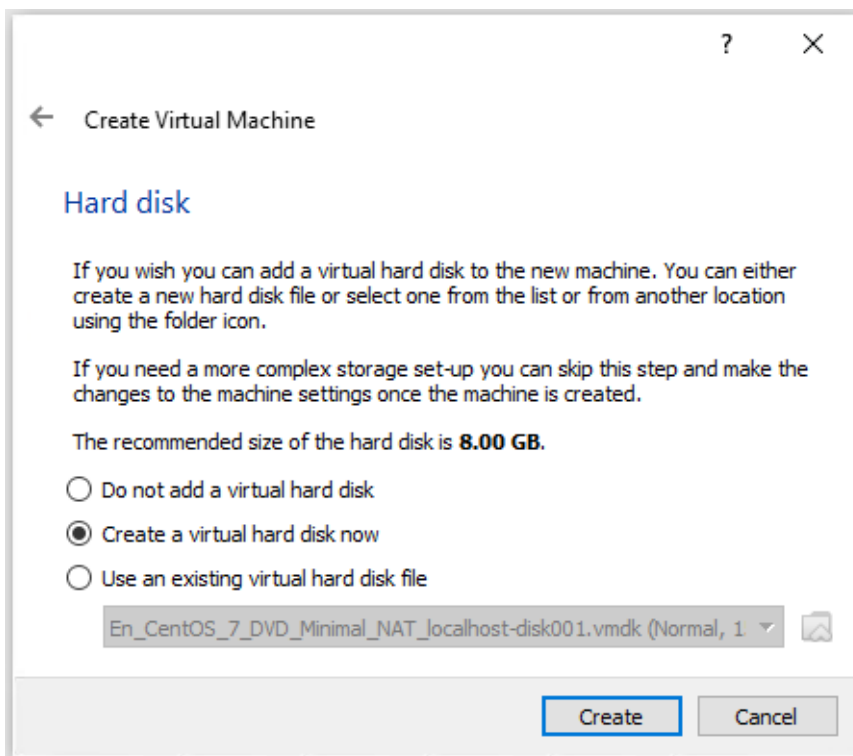 ?
Create Virtual Machine
Hard disk
If you wish you can add a virtual hard disk to the new machine. You can either
create a new hard disk file or select one from the list or from another location
using the folder icon.
If you need a more complex storage set-up you can skip this step and make the
changes to the machine settings once the machine is created.
The recommended size of the hard disk is 8.00 GB.
Do not add a virtual hard disk
Create a virtual hard disk now
Use an existing virtual hard disk file
En_CentOS_7_DVD_Minimal_NAT_localhost-disk001.vmdk (Normal, 1
Create Cancel